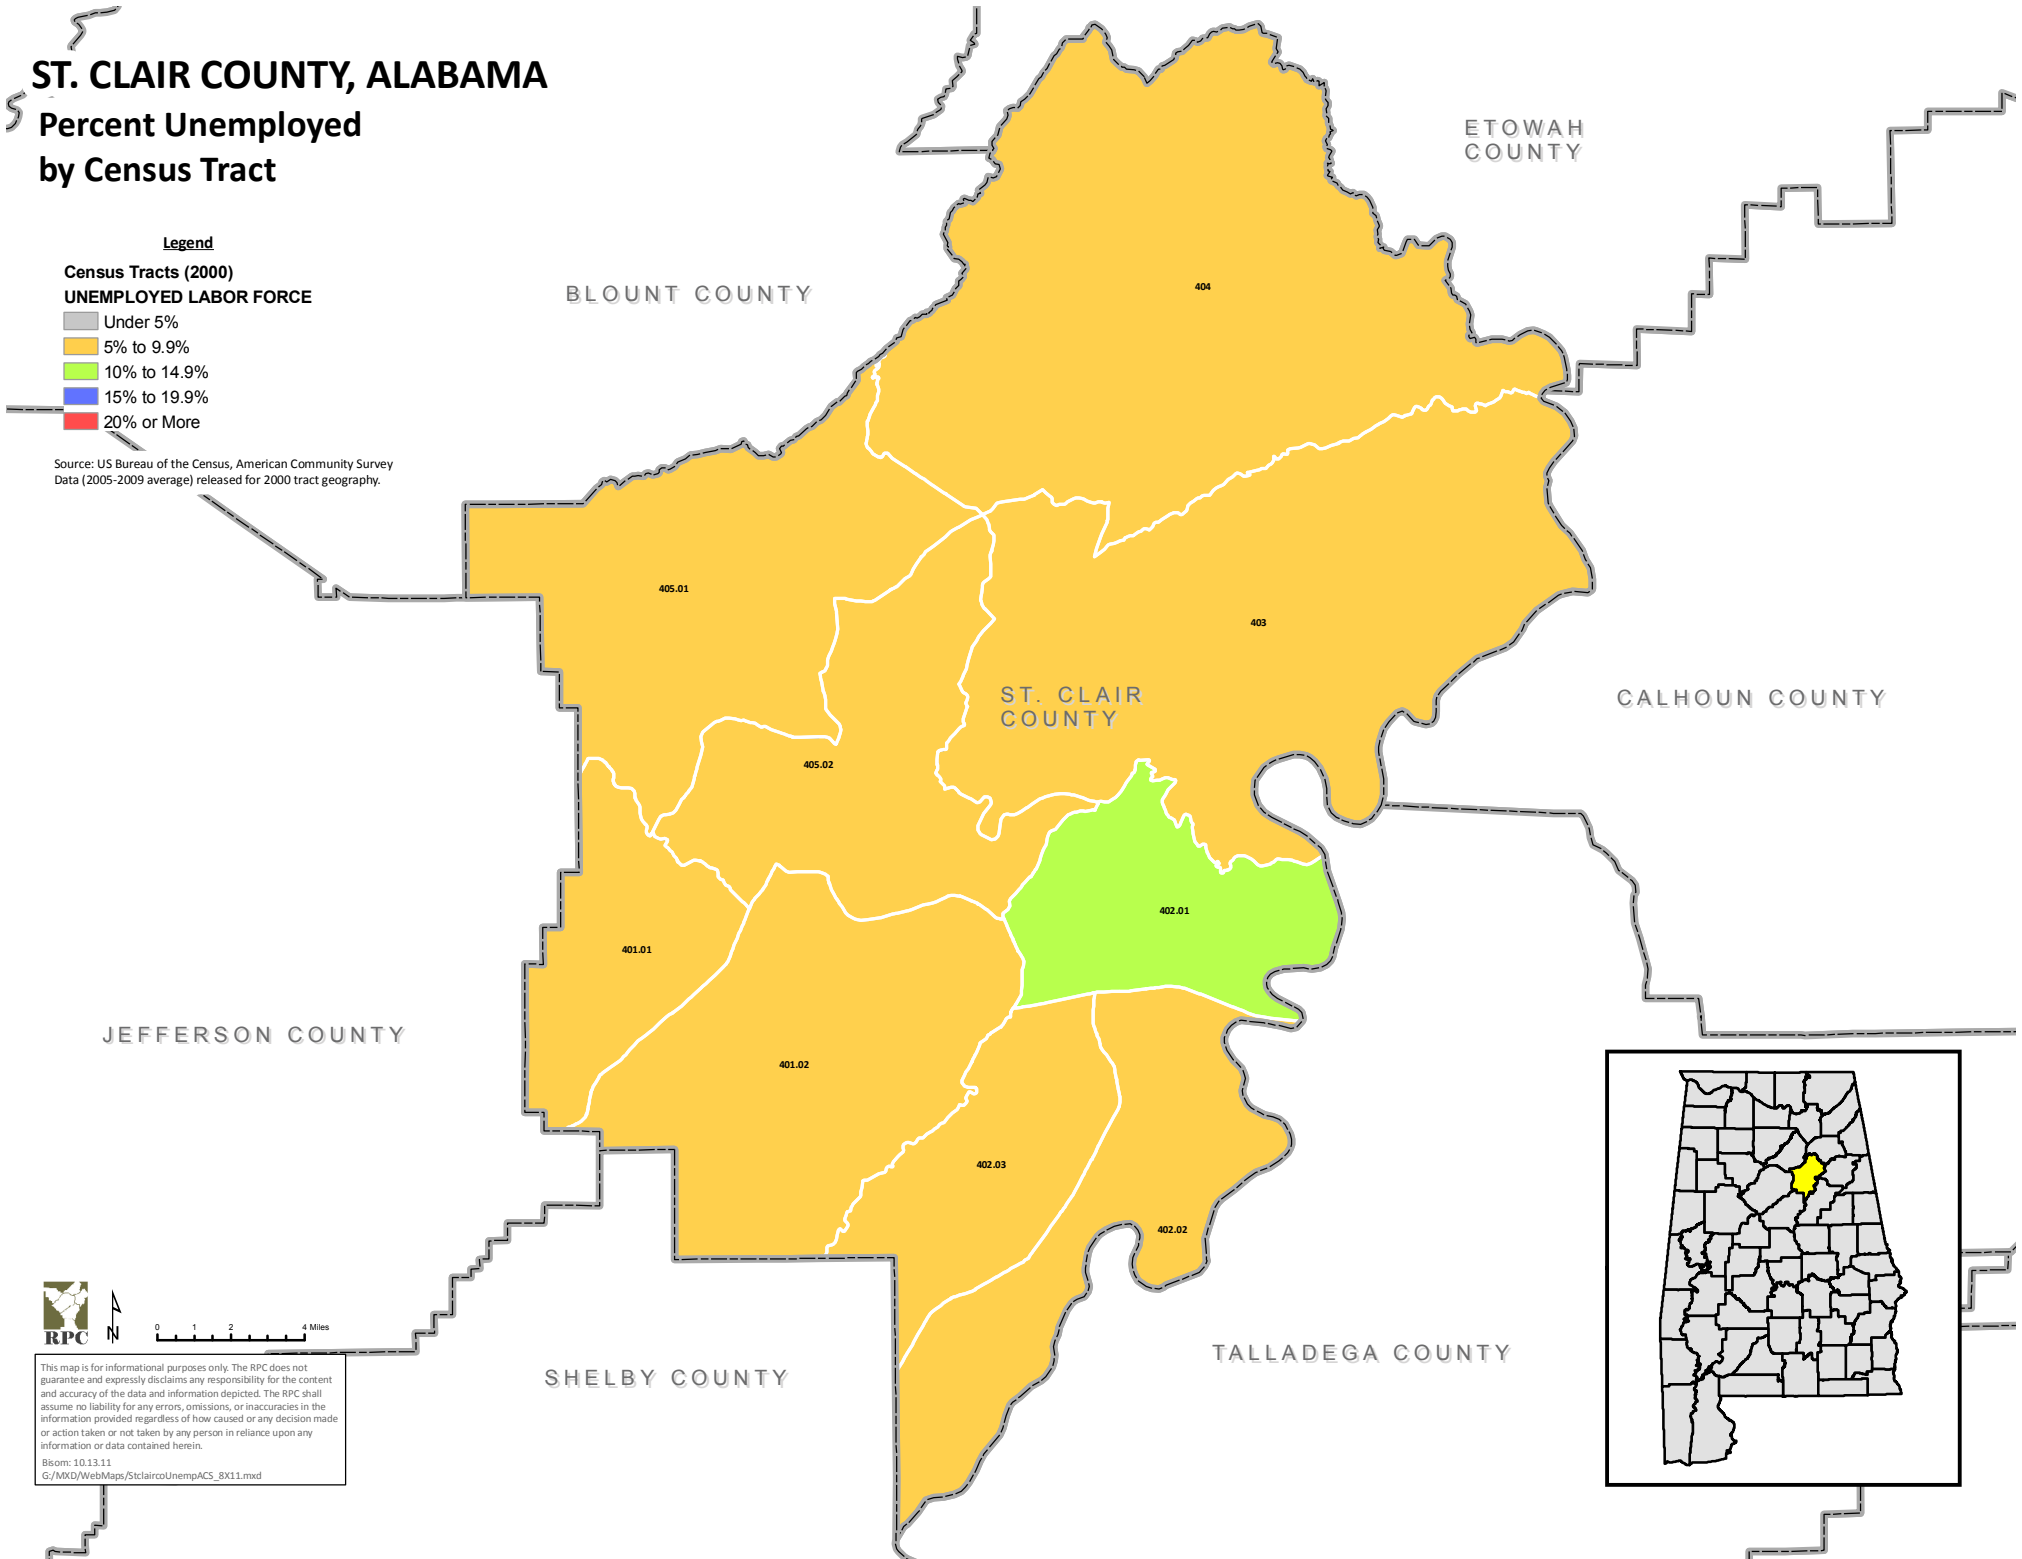 ST. CLAIR COUNTY, ALABAMA
Percent Unemployed
by Census Tract
Legend
Census Tracts (2000)
UNEMPLOYED LABOR FORCE
Under 5%
5% to 9.9%
10% to 14.9%
15% to 19.9%
20% or More
Source: US Bureau of the Census, American Community Survey
Data (2005-2009 average) released for 2000 tract geography.
ETOWAH
COUNTY
BLOUNT COUNTY
404
405.01
403
ST. CLAIR
COUNTY
CALHOUN COUNTY
405.02
402.01
401.01
JEFFERSON COUNTY
401.02
402.03
402.02
TALLADEGA COUNTY
SHELBY COUNTY
RPC
N
0 1 2 4 Miles
This map is for informational purposes only. The RPC does not
guarantee and expressly disclaims any responsibility for the content
and accuracy of the data and information depicted. The RPC shall
assume no liability for any errors, omissions, or inaccuracies in the
information provided regardless of how caused or any decision made
or action taken or not taken by any person in reliance upon any
information or data contained herein.
Bisom: 10.13.11
G:/MXD/WebMaps/StclaircoUnempACS_8X11.mxd